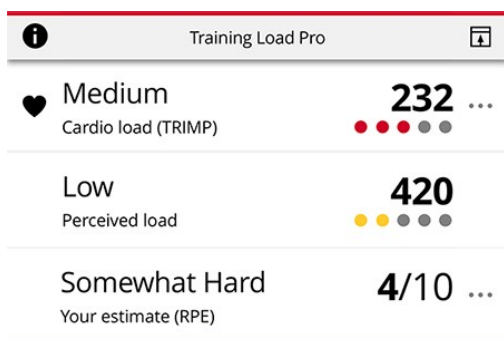 Training Load Pro
Medium
232
Cardio load (TRIMP)
Low
420
Perceived load
Somewhat Hard
4/10
Your estimate (RPE)